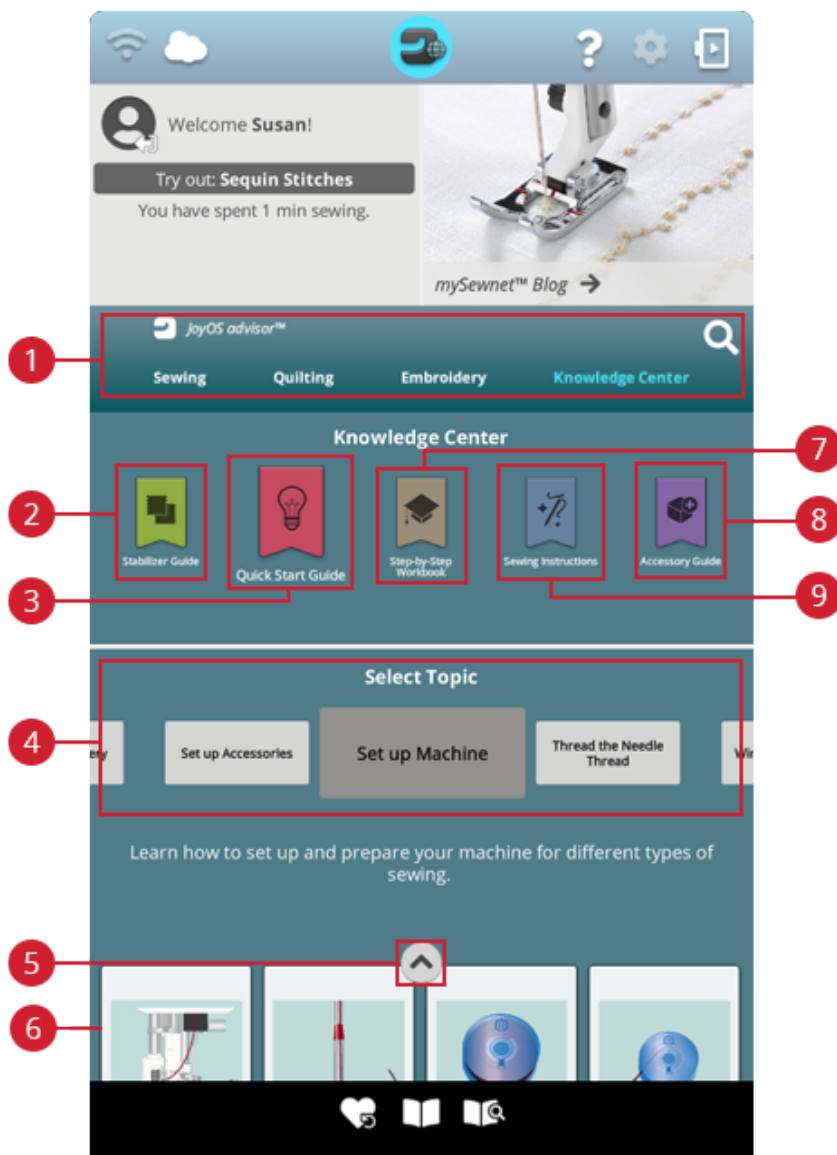 Welcome Susan!
Try out: Sequin Stitches
You have spent 1 min sewing.
mySewnet™ Blog
JoyOS advisor™
1
Sewing Quilting Embroidery Knowledge Center
Knowledge Center
7
2
8
Stabilizer Guide
Quick Start Guide
Step-by-Step
Workbook
Sewing Instructions
Accessory Guide
3
9
Select Topic
4
ery
Set up Accessories
Set up Machine
Thread the Needle
Thread
Win
Learn how to set up and prepare your machine for different types of
sewing.
5
6